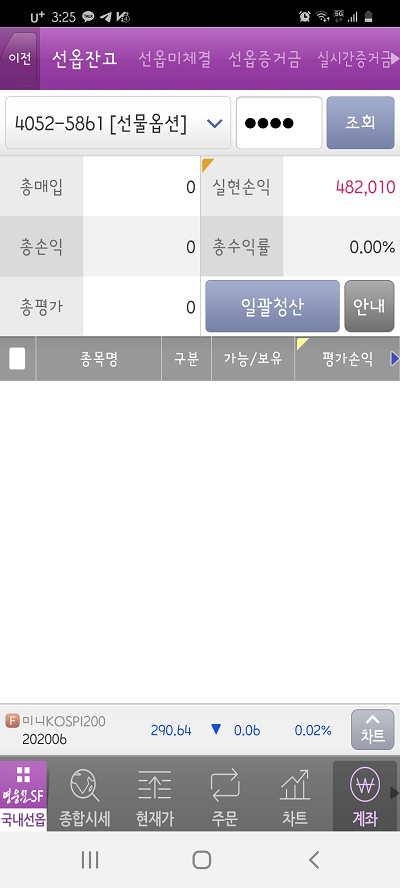 U+ 3:25 5G
이전 선옵잔고 선옵미체결 선옵증거금 실시간증거금
4052-5861 [선물옵션] ●●●● 조회
총매입 0 실현손익 482,010
총손익 0 총수익률 0.00%
총평가 0 일괄청산 안내
종목명 구분 가능/보유 평가손익
F 미니KOSPI200
202006 290.64 ▼ 0.06 0.02% 차트
영웅문SF
국내선옵 종합시세 현재가 주문 차트 계좌